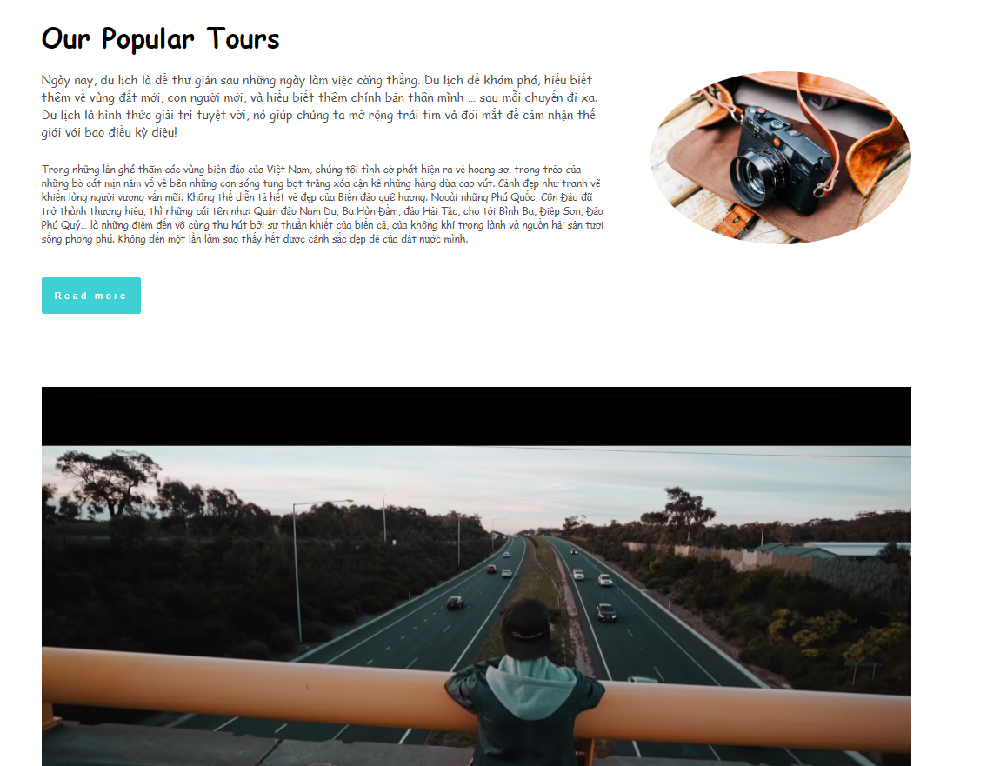 Our Popular Tours
Ngày nay, du lịch là để thư giản sau những ngày làm việc căng thẳng. Du lịch để khám phá, hiểu biết
thêm về vùng đất mới, con người mới, và hiểu biết thêm chính bản thân mình ... sau mỗi chuyến đi xa.
Du lịch là hình thức giải trí tuyệt vời, nó giúp chúng ta mở rộng trái tim và đôi mắt để cảm nhận thế
giới với bao điều kỳ diệu!
Trong những lần ghé thăm các vùng biển đảo của Việt Nam, chúng tôi tình cờ phát hiện ra vẻ hoang sơ, trong trẻo của
những bờ cát mịn nằm vỗ về bên những con sóng tung bọt trắng xóa cận kề những hàng dừa cao vút. Cảnh đẹp như tranh vẽ
khiến lòng người vương vấn mãi. Không thể diễn tả hết vẻ đẹp của Biển đảo quê hương. Ngoài những Phú Quốc, Côn Đảo đã
trở thành thương hiệu, thì những cái tên như: Quần đảo Nam Du, Ba Hòn Đầm, đảo Hải Tặc, cho tới Bình Ba, Điệp Sơn, Đảo
Phú Quý... là những điểm đến vô cùng thu hút bởi sự thuần khiết của biển cả, của không khí trong lành và nguồn hải sản tươi
sống phong phú. Không đến một lần làm sao thấy hết được cảnh sắc đẹp đẽ của đất nước mình.
Read more